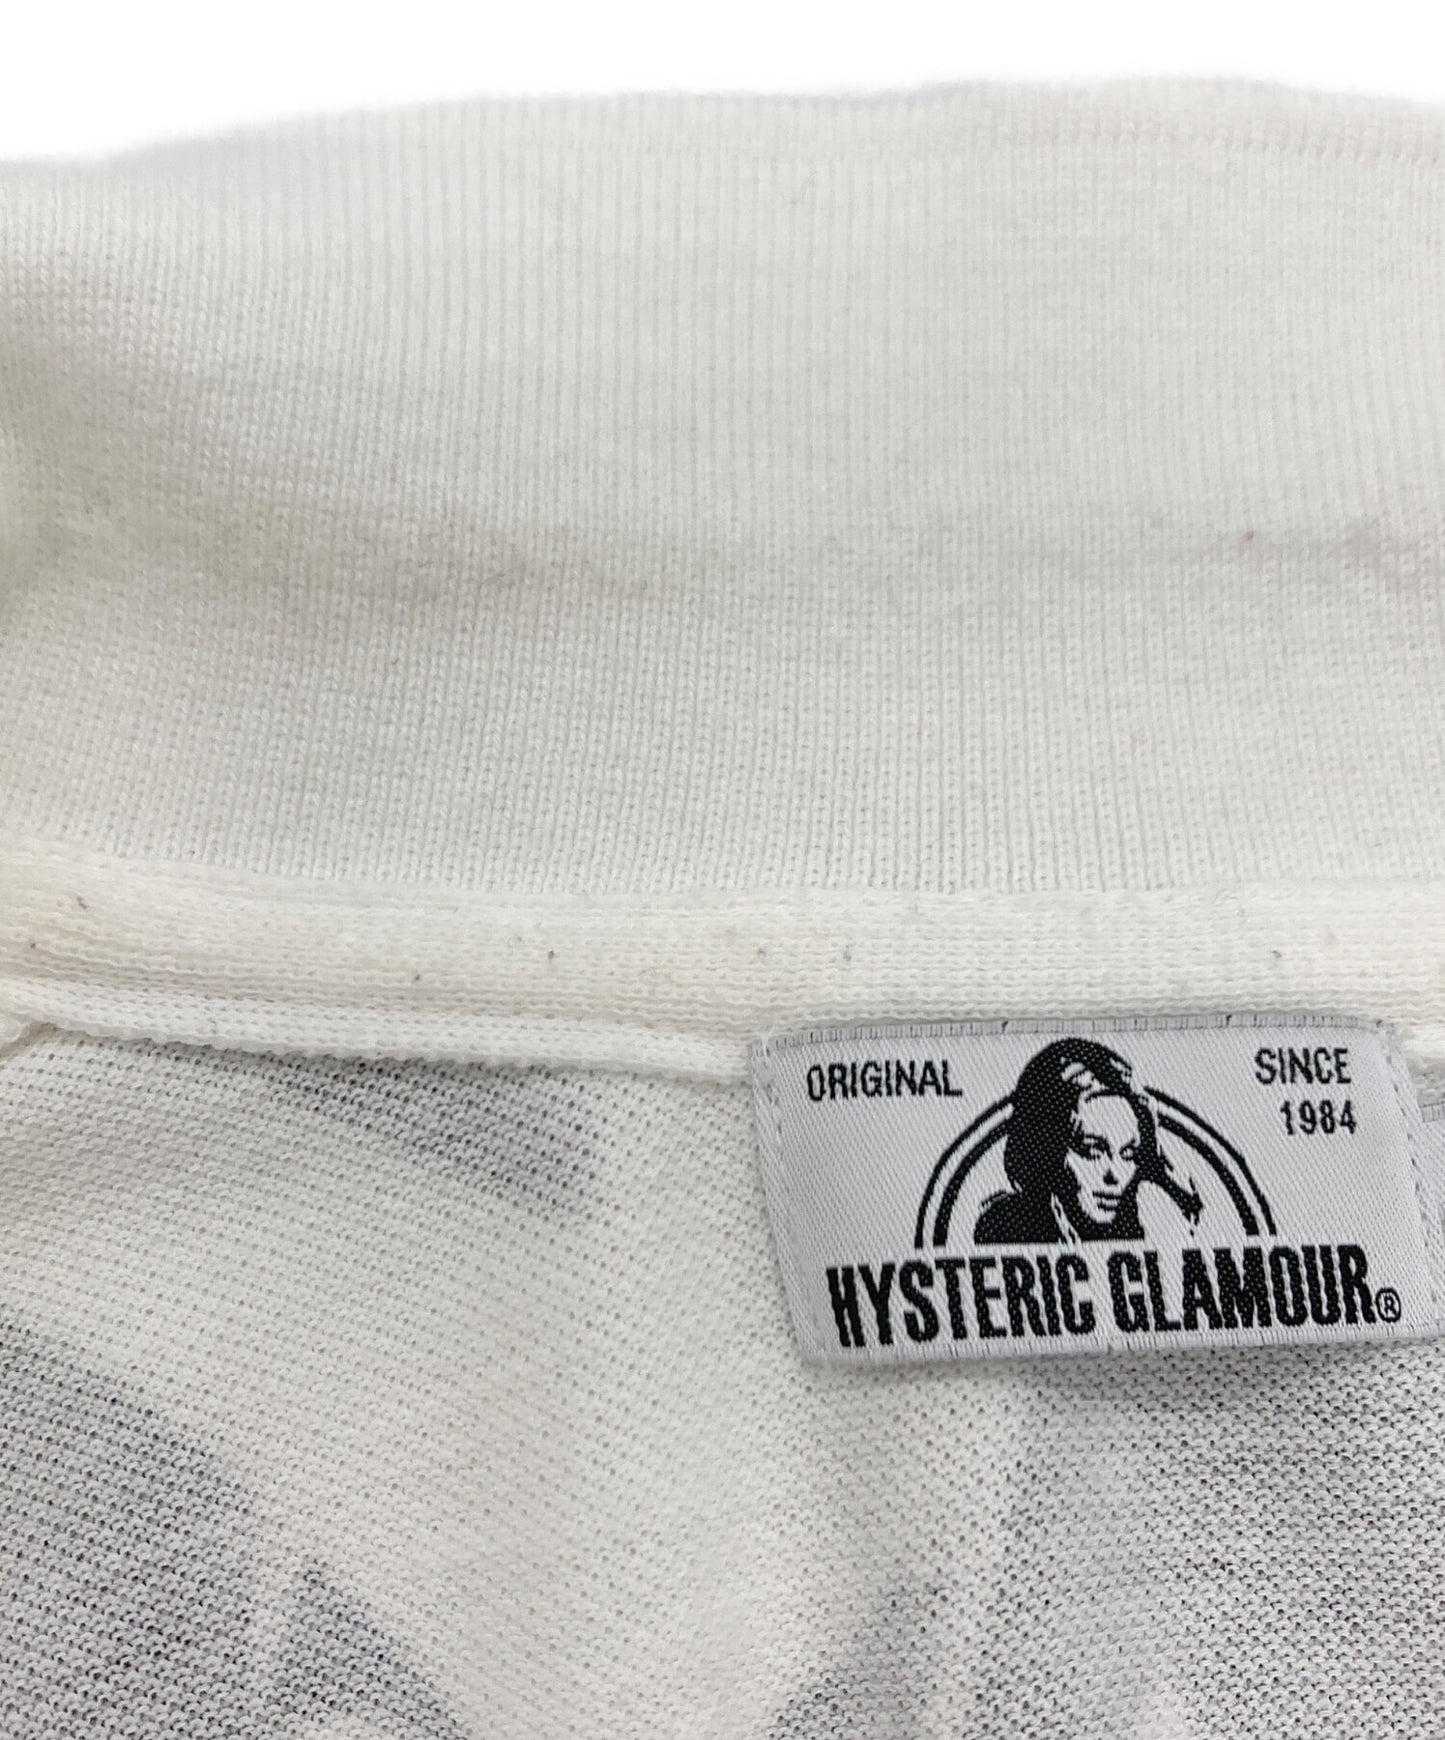 ORIGINAL
SINCE
1984
HYSTERIC GLAMOUR®